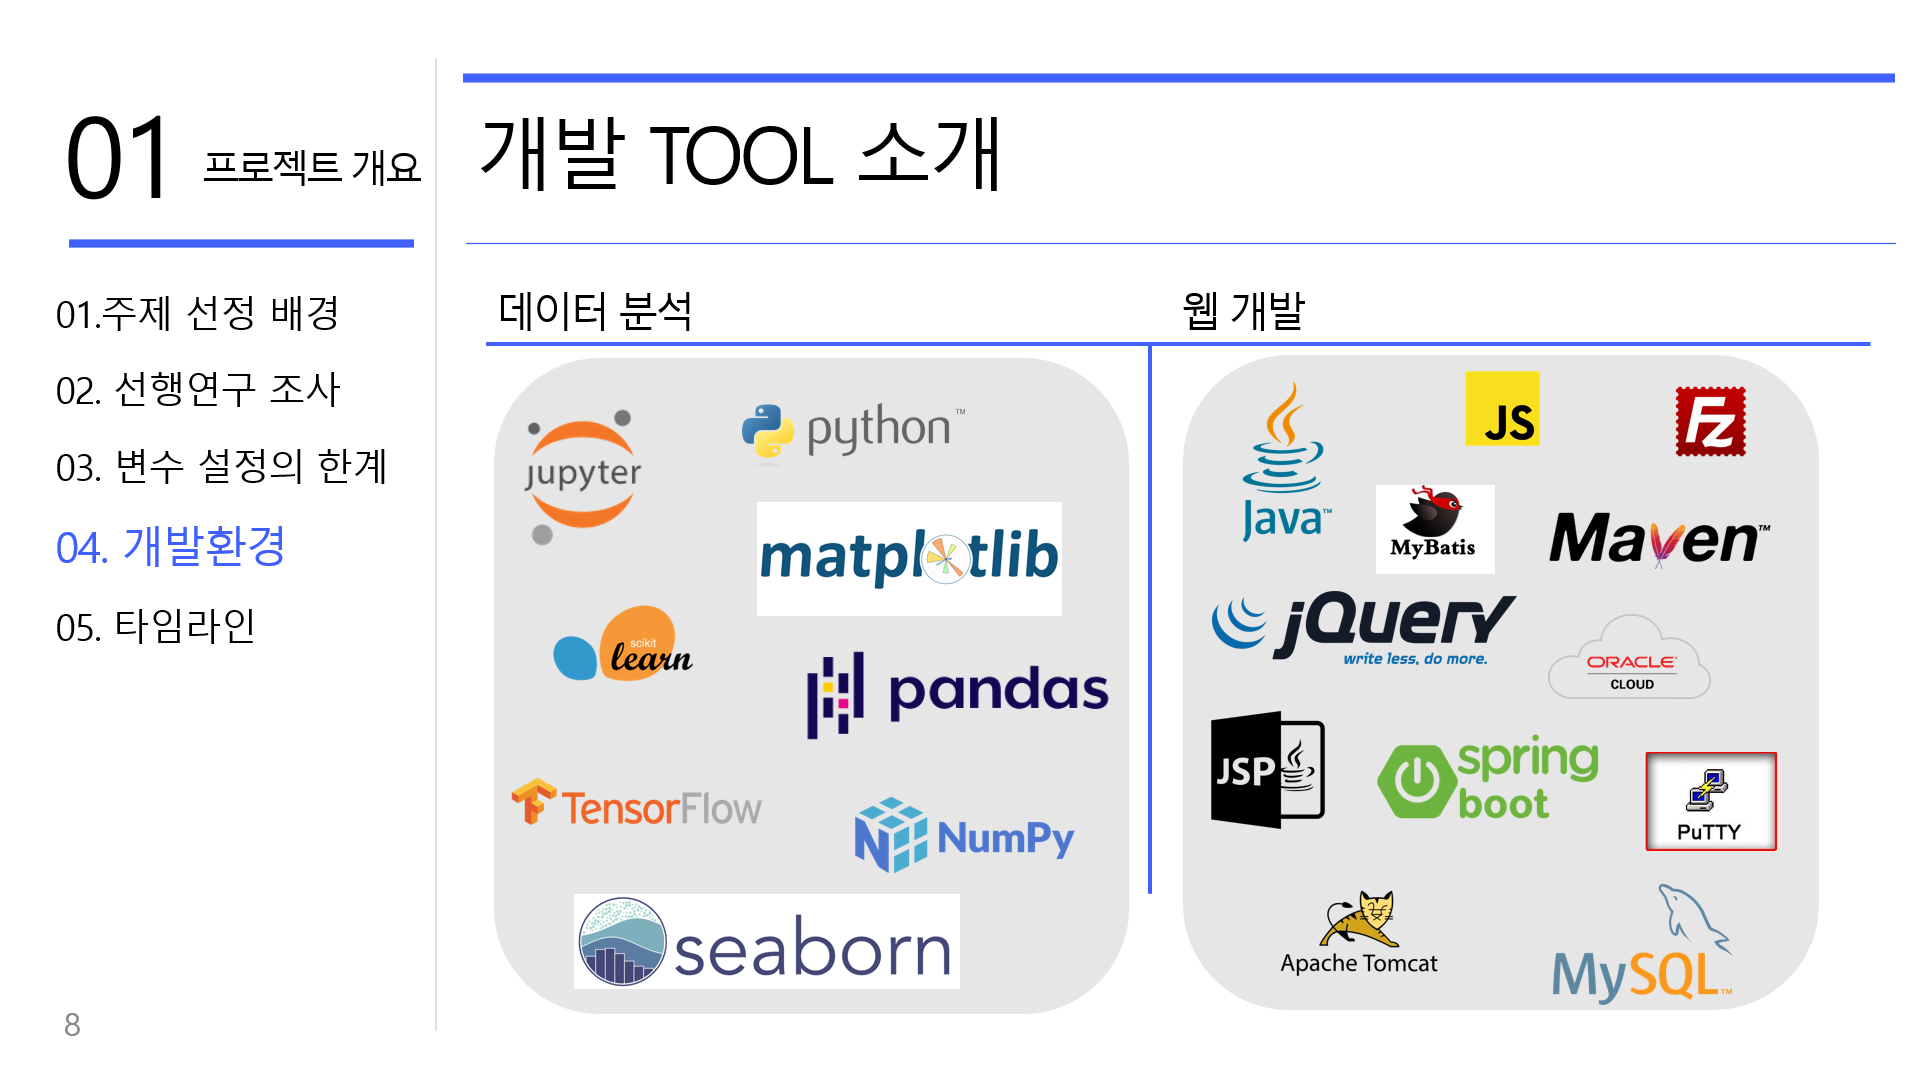 01 프로젝트 개요
01.주제 선정 배경
02. 선행연구 조사
03. 변수 설정의 한계
04. 개발환경
05. 타임라인
8
개발 TOOL 소개
데이터 분석
jupyter
python™
matplotlib
scikit
learn
pandas
TensorFlow
NumPy
seaborn
웹 개발
Java™
JS
Fz
MyBatis
Maven™
jQuery
write less, do more.
ORACLE®
CLOUD
JSP
spring
boot
PuTTY
Apache Tomcat
MySQL™